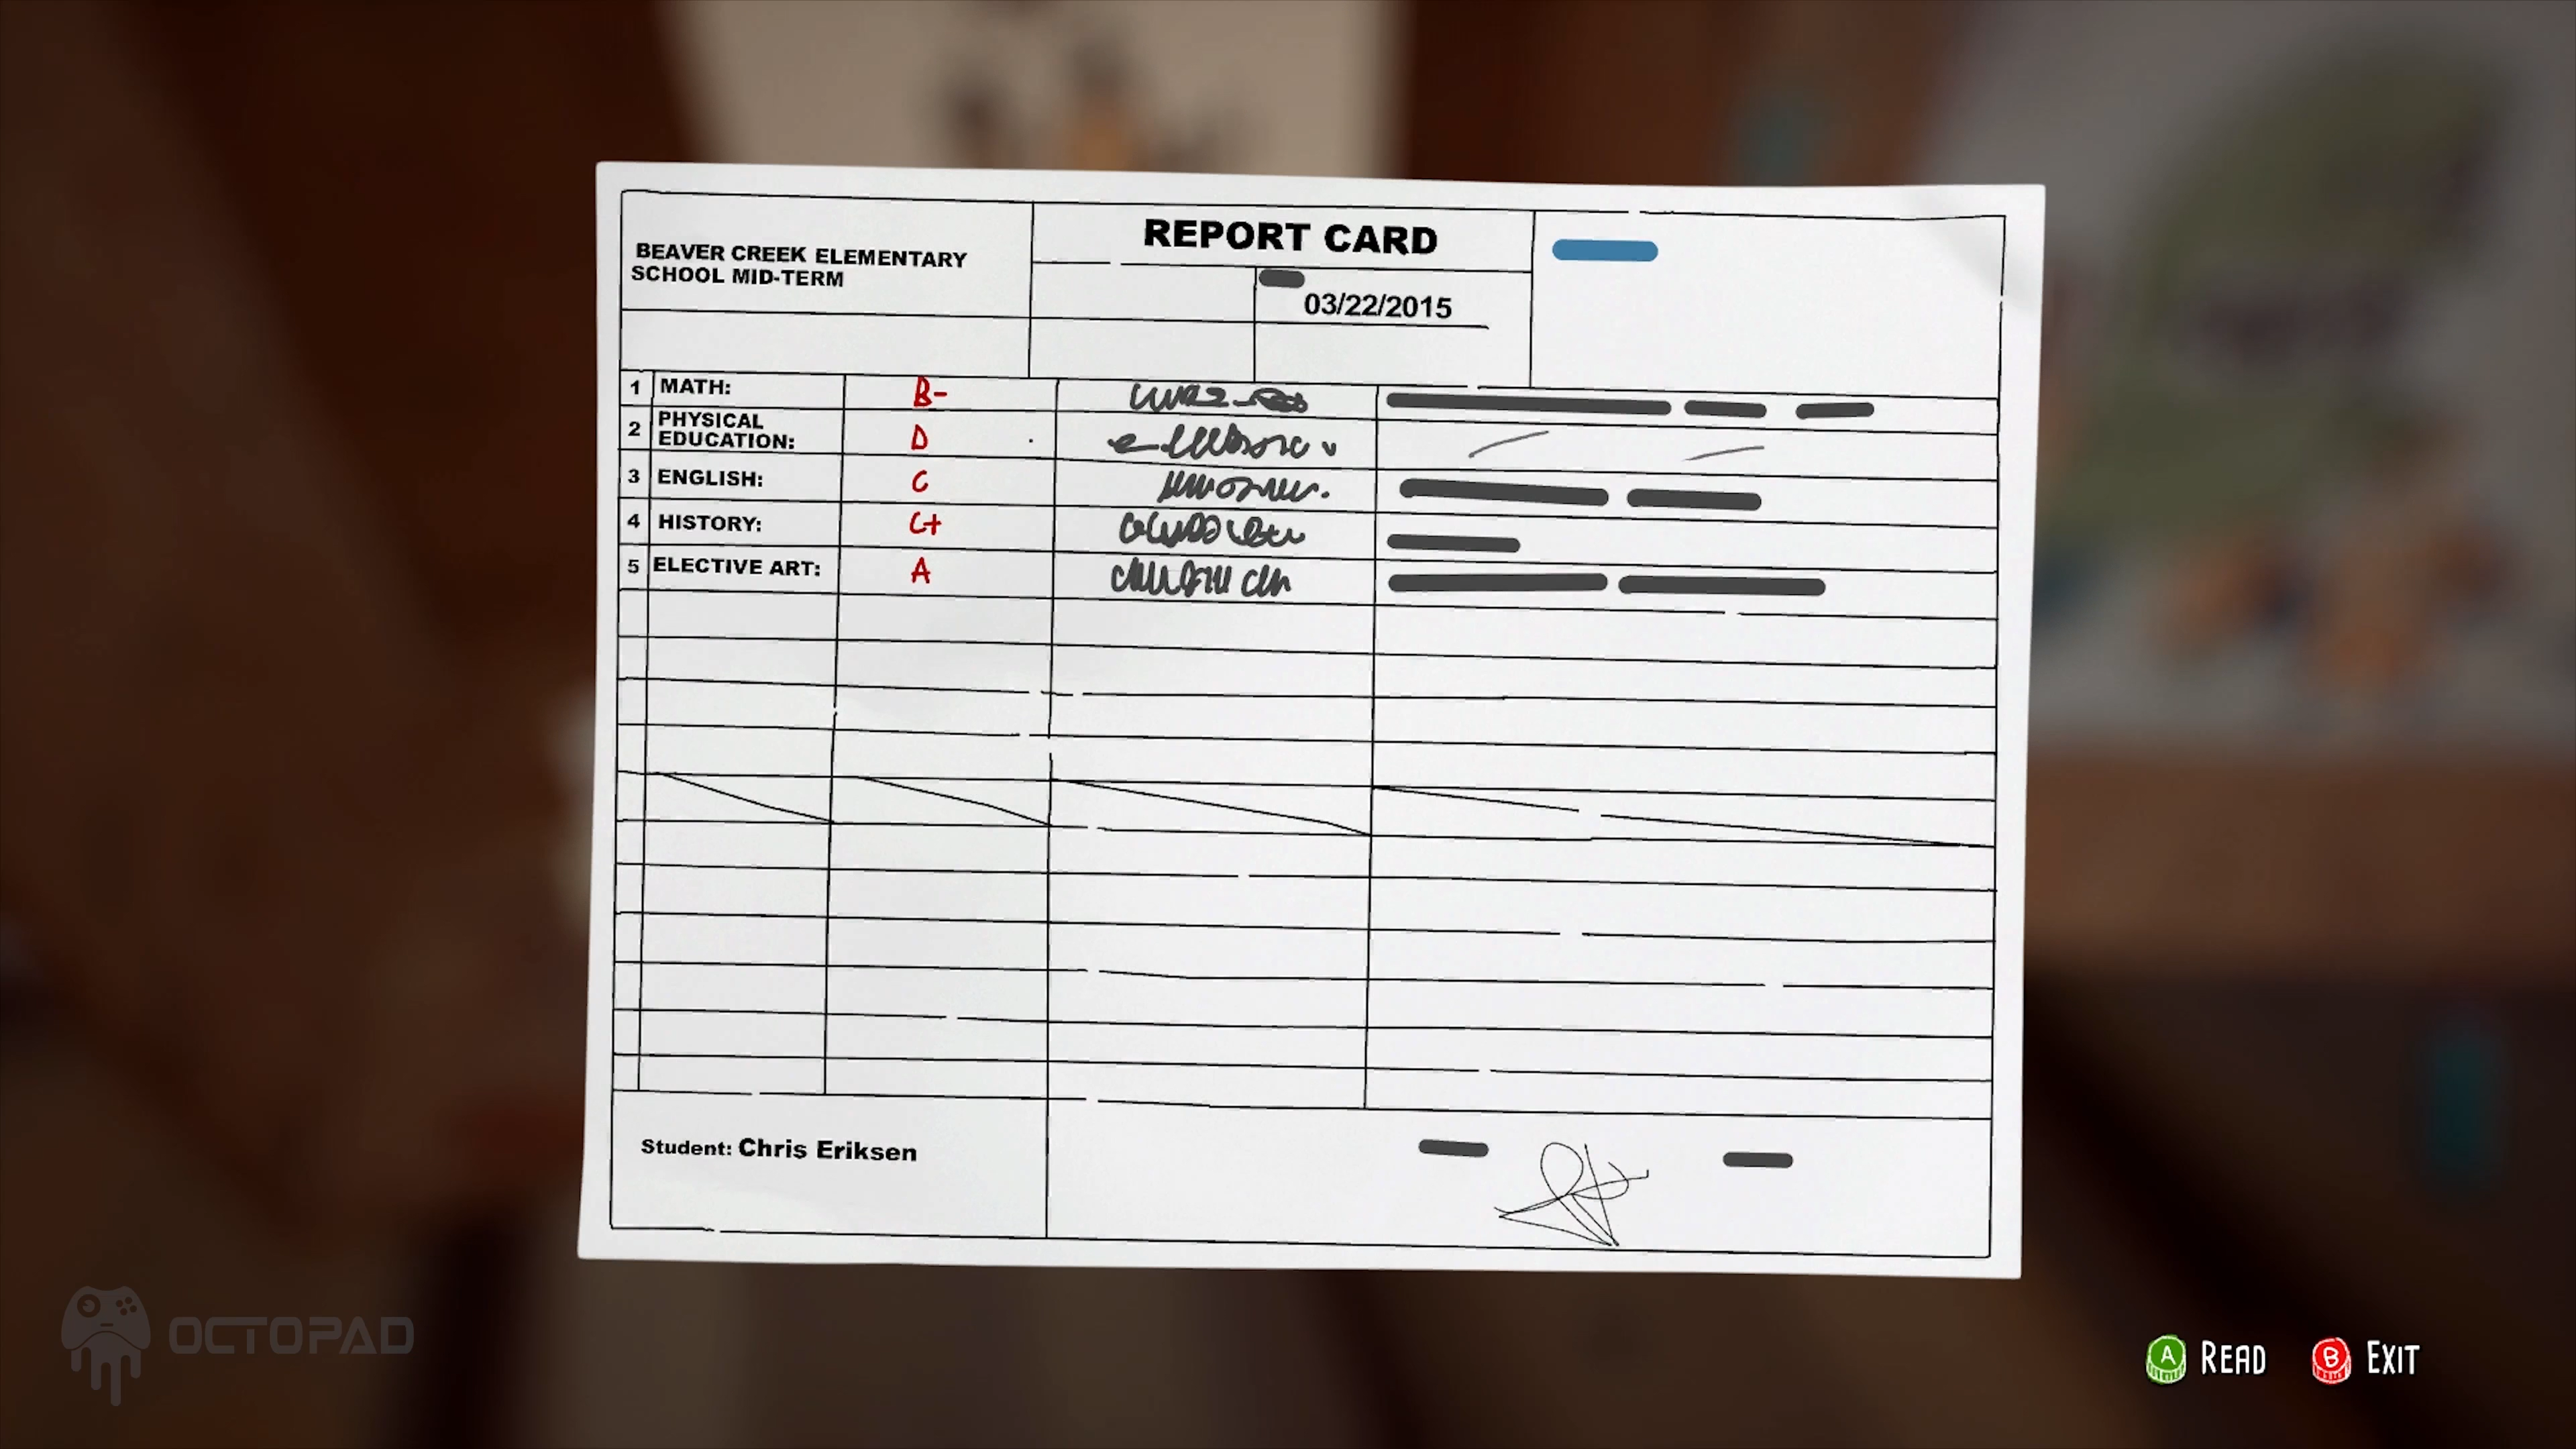 REPORT CARD
BEAVER CREEK ELEMENTARY
SCHOOL MID-TERM
03/22/2015
1 MATH: B-
2 PHYSICAL
EDUCATION: D
3 ENGLISH: C
4 HISTORY: C+
5 ELECTIVE ART: A
Student: Chris Eriksen
OCTOPAD
A READ B EXIT